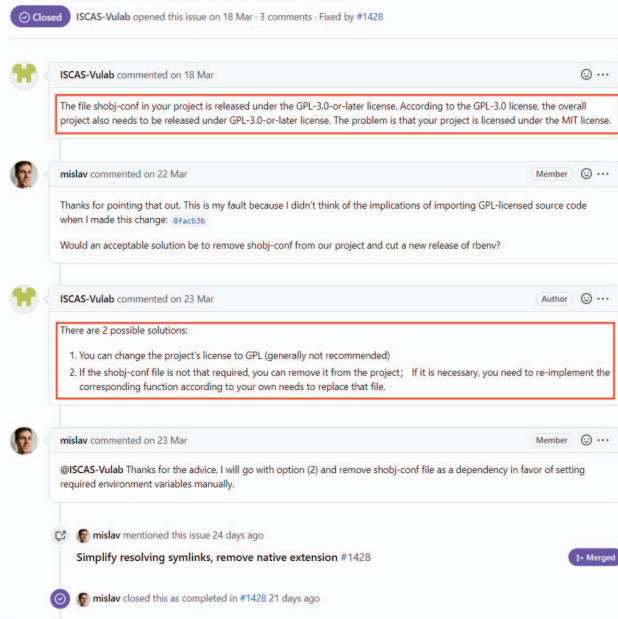 Closed ISCAS-Vulab opened this issue on 18 Mar · 3 comments · Fixed by #1428
ISCAS-Vulab commented on 18 Mar
The file shobj-conf in your project is released under the GPL-3.0-or-later license. According to the GPL-3.0 license, the overall
project also needs to be released under GPL-3.0-or-later license. The problem is that your project is licensed under the MIT license.
mislav commented on 22 Mar Member
Thanks for pointing that out. This is my fault because I didn't think of the implications of importing GPL-licensed source code
when I made this change: 8facb3b
Would an acceptable solution be to remove shobj-conf from our project and cut a new release of rbenv?
ISCAS-Vulab commented on 23 Mar Author
There are 2 possible solutions:
1. You can change the project's license to GPL (generally not recommended)
2. If the shobj-conf file is not that required, you can remove it from the project; If it is necessary, you need to re-implement the
corresponding function according to your own needs to replace that file.
mislav commented on 23 Mar Member
@ISCAS-Vulab Thanks for the advice. I will go with option (2) and remove shobj-conf file as a dependency in favor of setting
required environment variables manually.
mislav mentioned this issue 24 days ago
Simplify resolving symlinks, remove native extension #1428 Merged
mislav closed this as completed in #1428 21 days ago